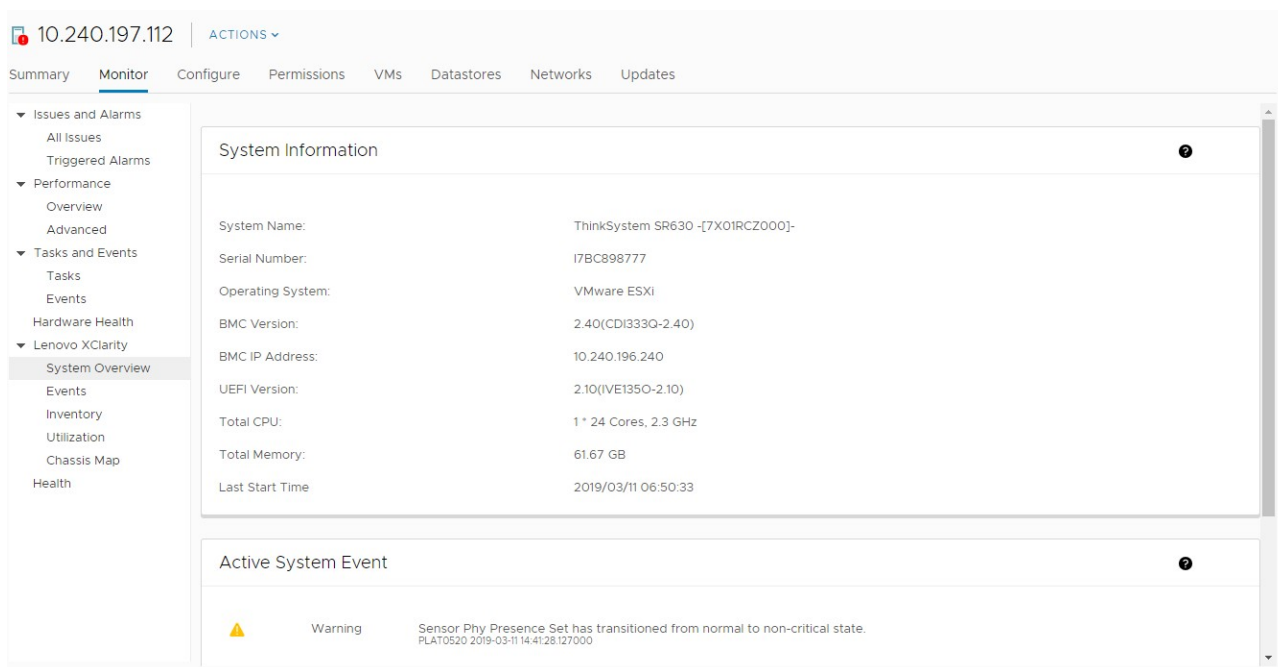 10.240.197.112 ACTIONS
Summary Monitor Configure Permissions VMs Datastores Networks Updates
Issues and Alarms
All Issues
Triggered Alarms
Performance
Overview
Advanced
Tasks and Events
Tasks
Events
Hardware Health
Lenovo XClarity
System Overview
Events
Inventory
Utilization
Chassis Map
Health
System Information
System Name: ThinkSystem SR630 -[7X01RCZ000]-
Serial Number: I7BC898777
Operating System: VMware ESXi
BMC Version: 2.40(CDI333Q-2.40)
BMC IP Address: 10.240.196.240
UEFI Version: 2.10(IVE135O-2.10)
Total CPU: 1 * 24 Cores, 2.3 GHz
Total Memory: 61.67 GB
Last Start Time 2019/03/11 06:50:33
Active System Event
Warning Sensor Phy Presence Set has transitioned from normal to non-critical state.
PLAT0520 2019-03-11 14:41:28.127000